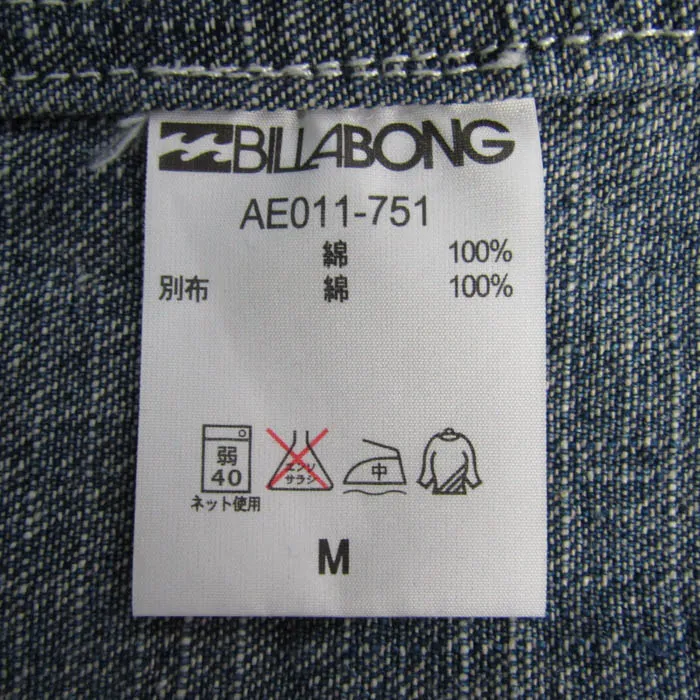 BILLABONG
AE011-751
綿 100%
別布 綿 100%
弱
40
エンソ
サラシ
中
ネット使用
M